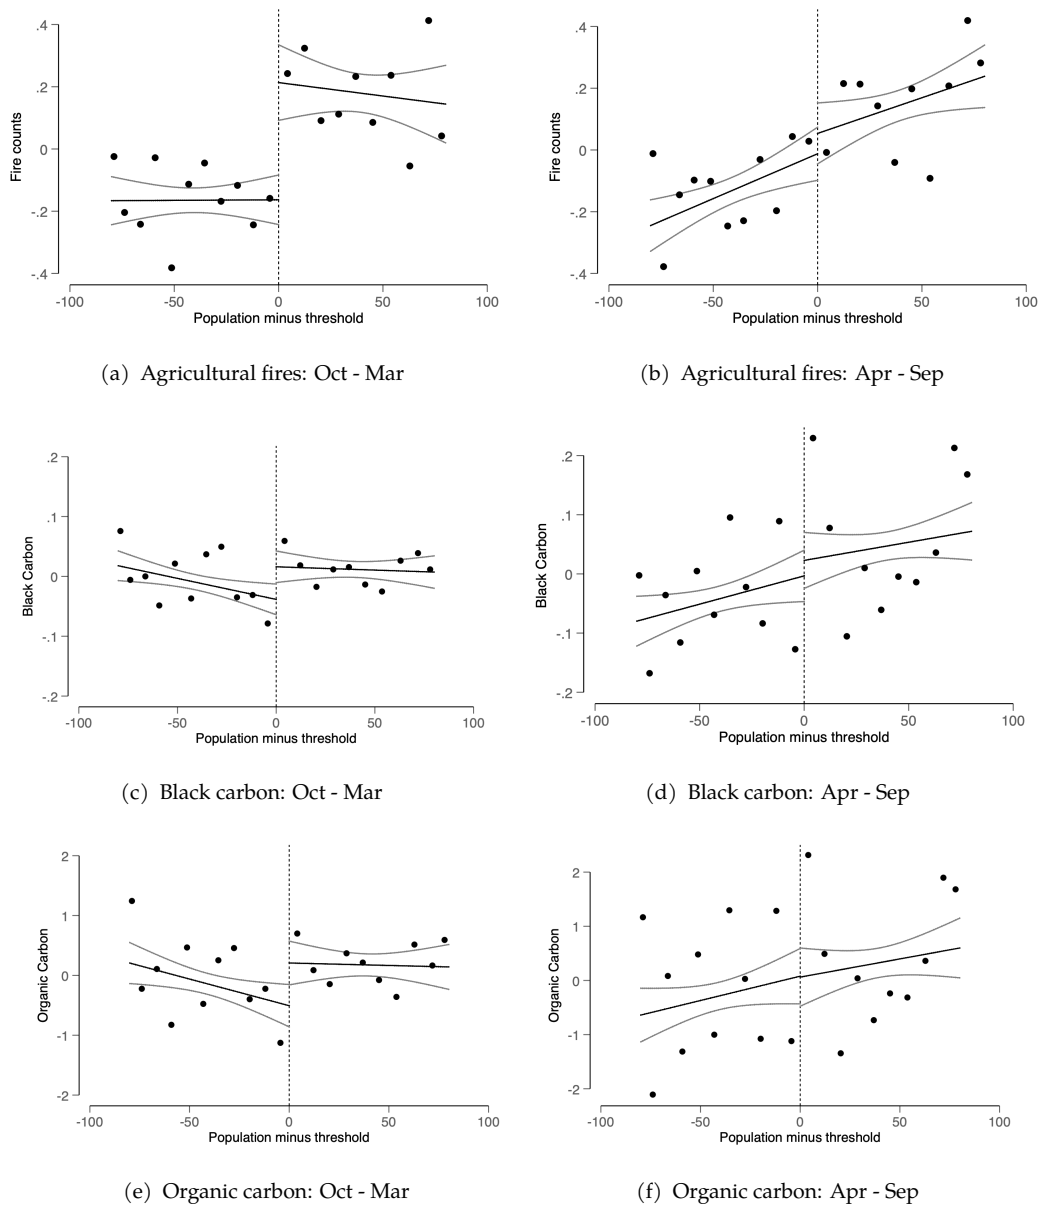 .4
.2
0
-.2
-.4
Fire counts
-100 -50 0 50 100
Population minus threshold
(a) Agricultural fires: Oct - Mar
.4
.2
0
-.2
-.4
Fire counts
-100 -50 0 50 100
Population minus threshold
(b) Agricultural fires: Apr - Sep
.2
.1
0
-.1
-.2
Black Carbon
-100 -50 0 50 100
Population minus threshold
(c) Black carbon: Oct - Mar
.2
.1
0
-.1
-.2
Black Carbon
-100 -50 0 50 100
Population minus threshold
(d) Black carbon: Apr - Sep
2
1
0
-1
-2
Organic Carbon
-100 -50 0 50 100
Population minus threshold
(e) Organic carbon: Oct - Mar
2
1
0
-1
-2
Organic Carbon
-100 -50 0 50 100
Population minus threshold
(f) Organic carbon: Apr - Sep